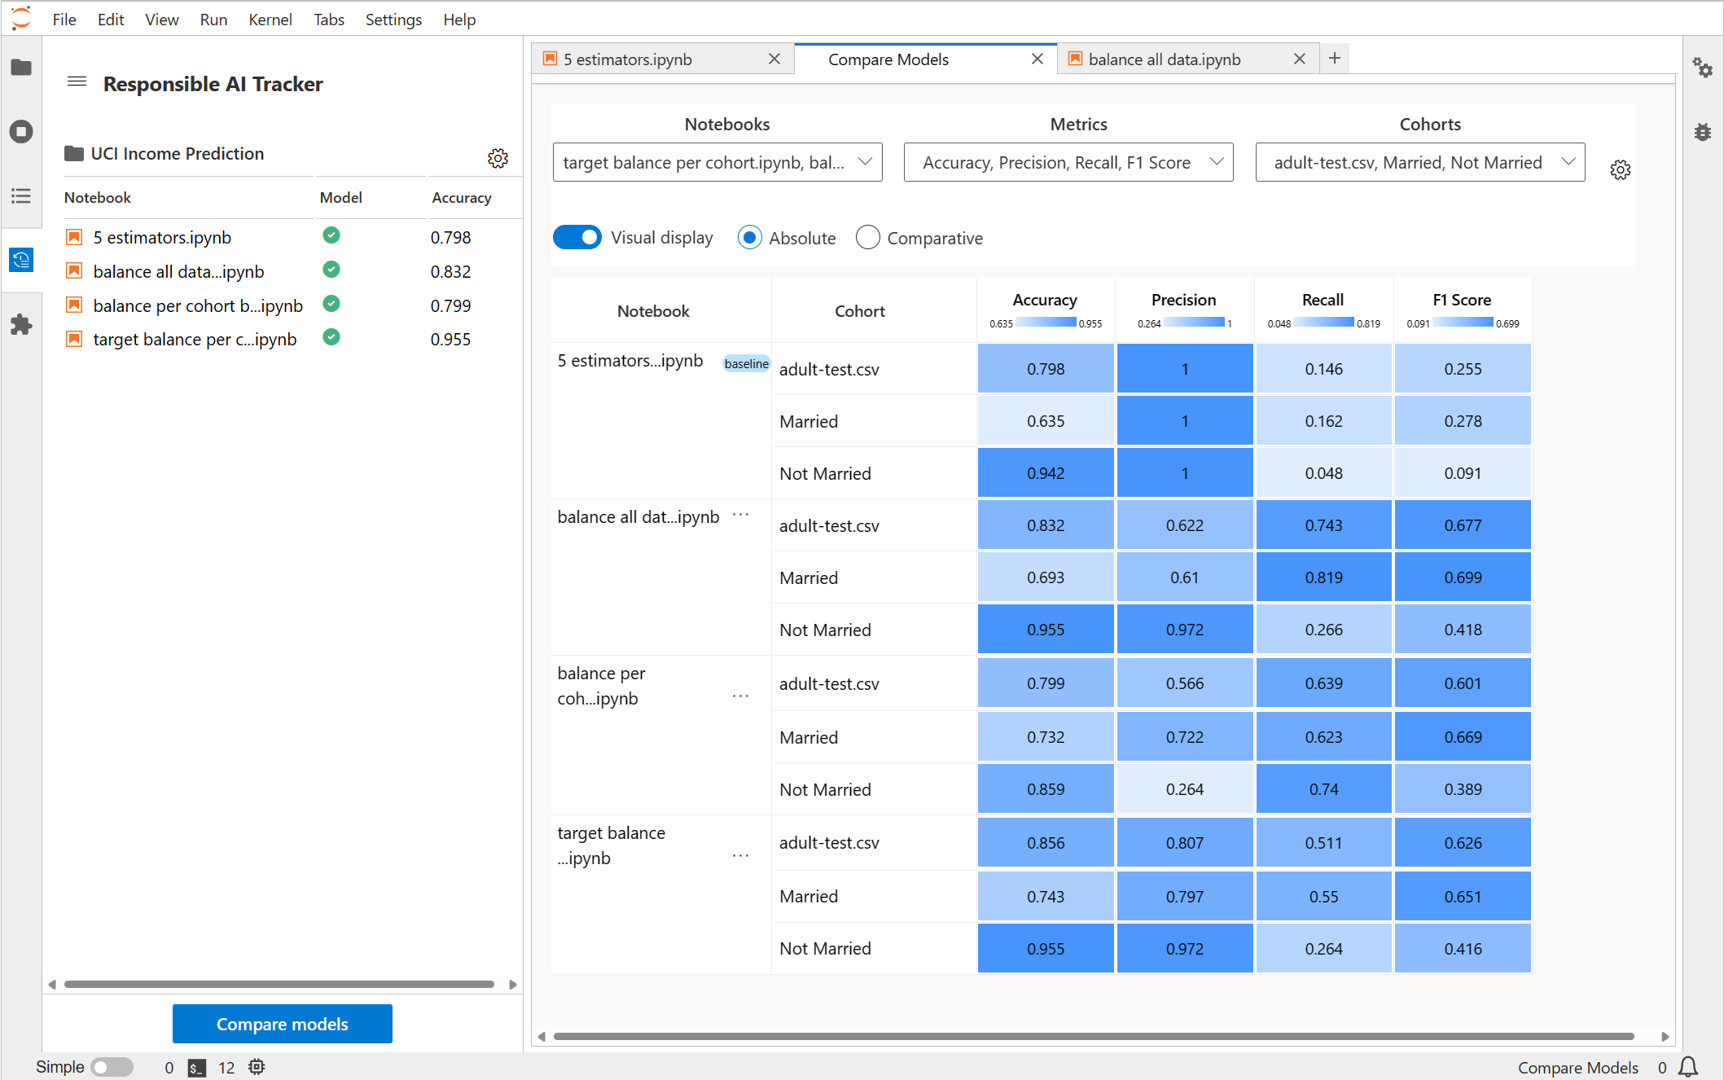 File Edit View Run Kernel Tabs Settings Help
Responsible AI Tracker
UCI Income Prediction
Notebook Model Accuracy
5 estimators.ipynb 0.798
balance all data...ipynb 0.832
balance per cohort b...ipynb 0.799
target balance per c...ipynb 0.955
Compare models
5 estimators.ipynb Compare Models balance all data.ipynb
Notebooks Metrics Cohorts
target balance per cohort.ipynb, bal... Accuracy, Precision, Recall, F1 Score adult-test.csv, Married, Not Married
Visual display Absolute Comparative
Notebook Cohort Accuracy Precision Recall F1 Score
0.635 0.955 0.264 1 0.048 0.819 0.091 0.699
5 estimators...ipynb baseline adult-test.csv 0.798 1 0.146 0.255
Married 0.635 1 0.162 0.278
Not Married 0.942 1 0.048 0.091
balance all dat...ipynb ... adult-test.csv 0.832 0.622 0.743 0.677
Married 0.693 0.61 0.819 0.699
Not Married 0.955 0.972 0.266 0.418
balance per
coh...ipynb ... adult-test.csv 0.799 0.566 0.639 0.601
Married 0.732 0.722 0.623 0.669
Not Married 0.859 0.264 0.74 0.389
target balance
...ipynb ... adult-test.csv 0.856 0.807 0.511 0.626
Married 0.743 0.797 0.55 0.651
Not Married 0.955 0.972 0.264 0.416
Simple 0 $_ 12 Compare Models 0